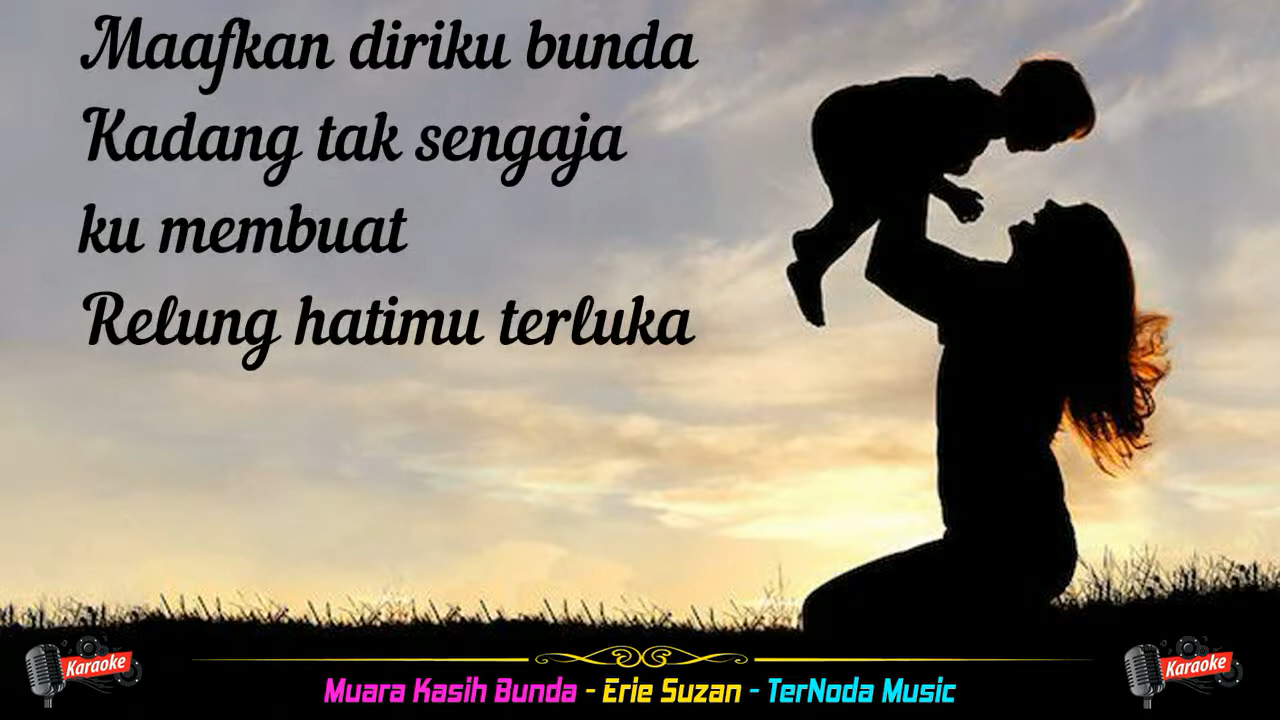 Maafkan diriku bunda
Kadang tak sengaja
ku membuat
Relung hatimu terluka
Karaoke
Karaoke
Muara Kasih Bunda - Erie Suzan - TerNoda Music